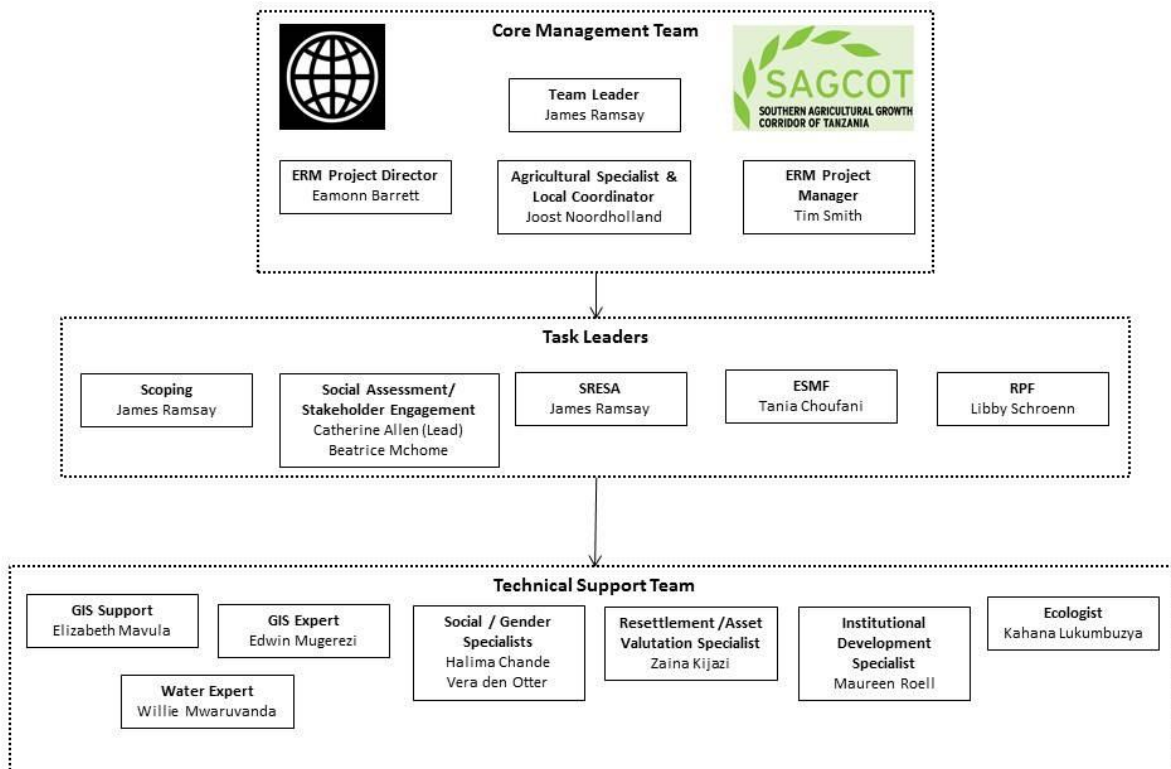 Core Management Team
SAGCOT
SOUTHERN AGRICULTURAL GROWTH
CORRIDOR OF TANZANIA
Team Leader
James Ramsay
ERM Project Director
Eamonn Barrett
Agricultural Specialist &
Local Coordinator
Joost Noordholland
ERM Project
Manager
Tim Smith
Task Leaders
Scoping
James Ramsay
Social Assessment/
Stakeholder Engagement
Catherine Allen (Lead)
Beatrice Mchome
SRESA
James Ramsay
ESMF
Tania Choufani
RPF
Libby Schroenn
Technical Support Team
GIS Support
Elizabeth Mavula
GIS Expert
Edwin Mugerezi
Social / Gender
Specialists
Halima Chande
Vera den Otter
Resettlement /Asset
Valutation Specialist
Zaina Kijazi
Institutional
Development
Specialist
Maureen Roell
Ecologist
Kahana Lukumbuzya
Water Expert
Willie Mwaruvanda